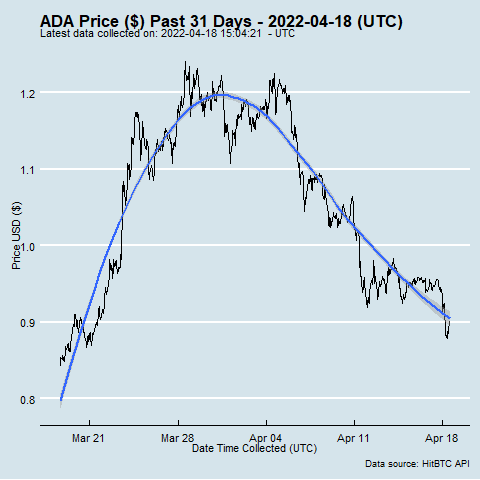 ADA Price ($) Past 31 Days - 2022-04-18 (UTC)
Latest data collected on: 2022-04-18 15:04:21 - UTC
1.2
1.1
1.0
0.9
0.8
Price USD ($)
Mar 21
Mar 28
Apr 04
Apr 11
Apr 18
Date Time Collected (UTC)
Data source: HitBTC API